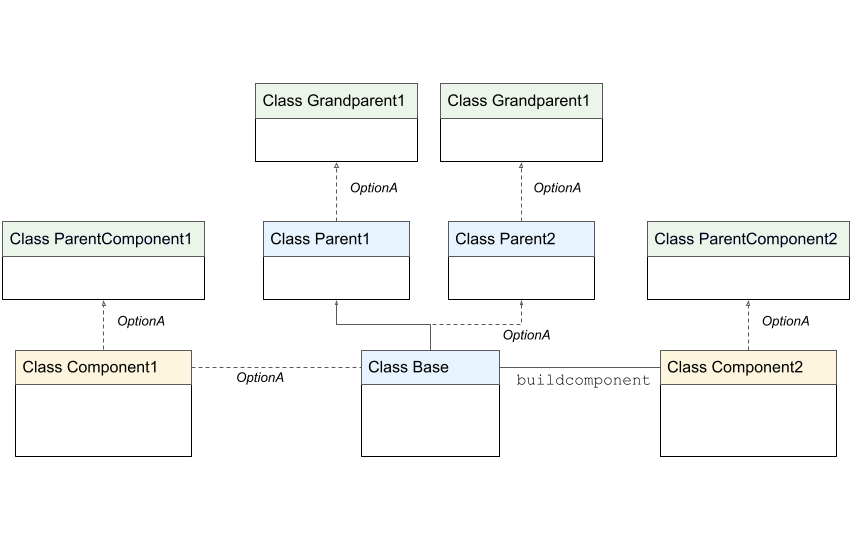 Class Grandparent1
Class Grandparent1
OptionA
OptionA
Class ParentComponent1
Class Parent1
Class Parent2
Class ParentComponent2
OptionA
OptionA
OptionA
Class Component1
Class Base
Class Component2
OptionA
buildcomponent